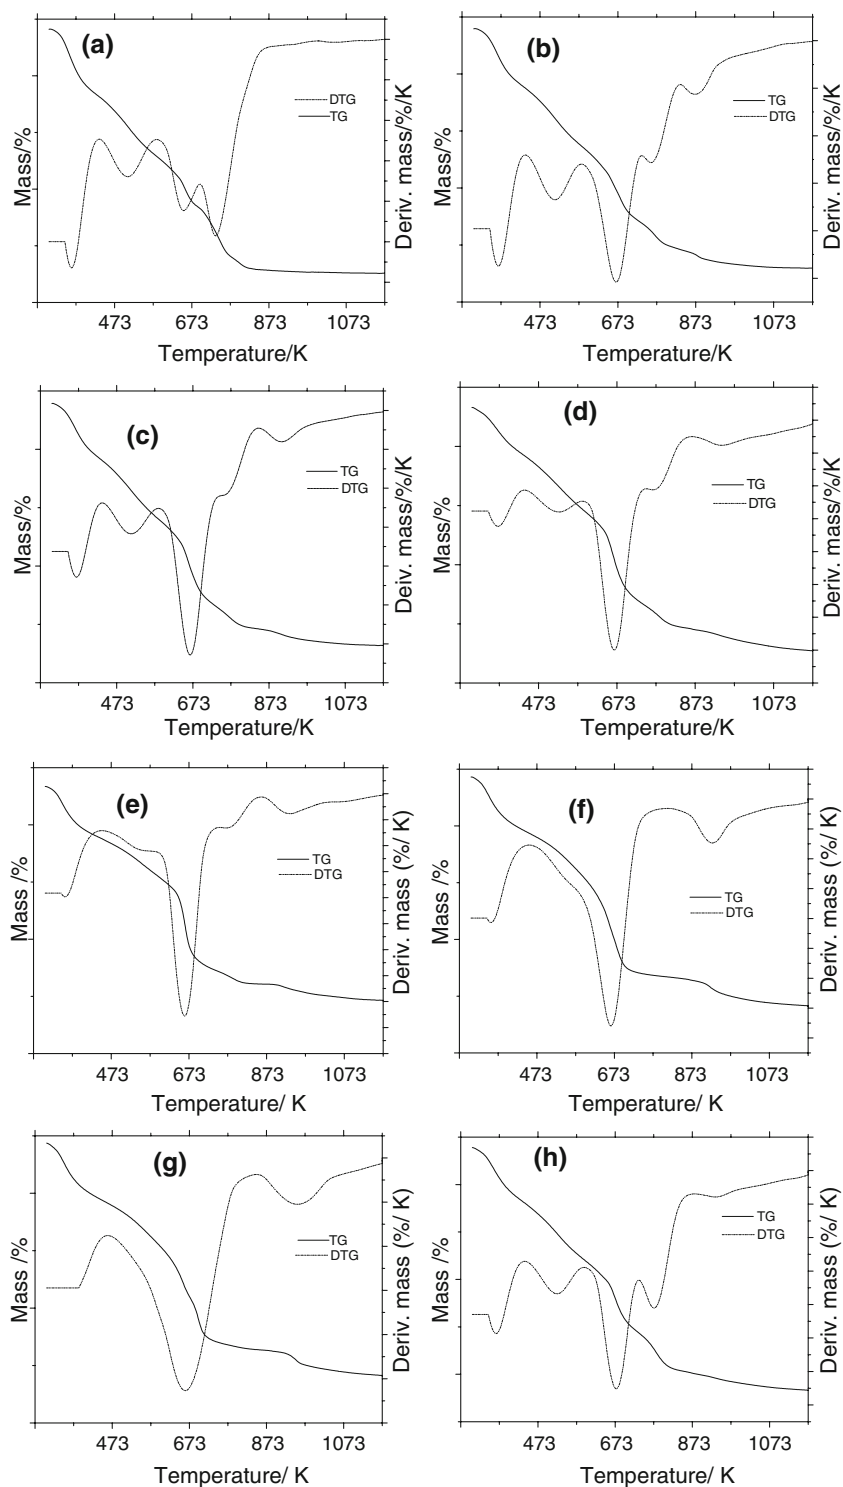 (a)
DTG
TG
Mass/%
Deriv. mass/%/K
473 673 873 1073
Temperature/K
(b)
TG
DTG
Mass/%
Deriv. mass/%/K
473 673 873 1073
Temperature/K
(c)
TG
DTG
Mass/%
Deiv. mass/%/K
473 673 873 1073
Temperature/K
(d)
TG
DTG
Mass/%
Deriv. mass/%/K
473 673 873 1073
Temperature/K
(e)
TG
DTG
Mass /%
Deriv. mass (%/ K)
473 673 873 1073
Temperature/ K
(f)
TG
DTG
Mass /%
Deriv. mass (%/ K)
473 673 873 1073
Temperature/ K
(g)
TG
DTG
Mass /%
Deriv. mass (%/ K)
473 673 873 1073
Temperature/ K
(h)
TG
DTG
Mass /%
Deriv. mass (%/ K)
473 673 873 1073
Temperature/ K